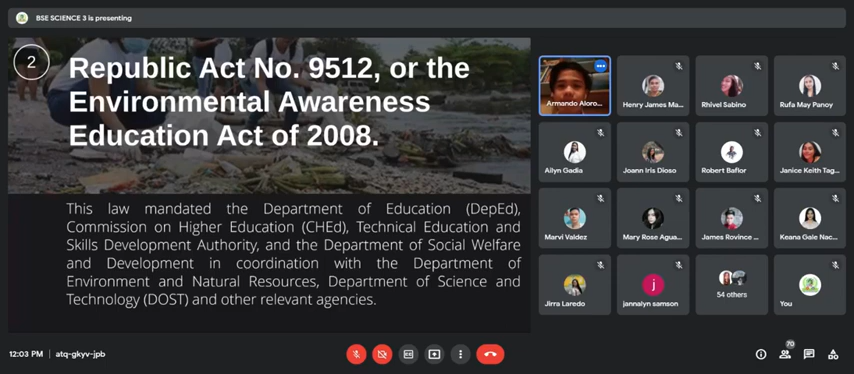 BSE SCIENCE 3 is presenting
2
Republic Act No. 9512, or the
Environmental Awareness
Education Act of 2008.
This law mandated the Department of Education (DepEd),
Commission on Higher Education (CHEd), Technical Education and
Skills Development Authority, and the Department of Social Welfare
and Development in coordination with the Department of
Environment and Natural Resources, Department of Science and
Technology (DOST) and other relevant agencies.
Armando Aloro...
Henry James Ma...
Rhivel Sabino
Rufa May Panoy
Ailyn Gadia
Joann Iris Dioso
Robert Baflor
Janice Keith Tag...
Marvi Valdez
Mary Rose Agua...
James Rovince ...
Keana Gale Nac...
Jirra Laredo
j
jannalyn samson
54 others
You
12:03 PM | atq-gkyv-jpb
70